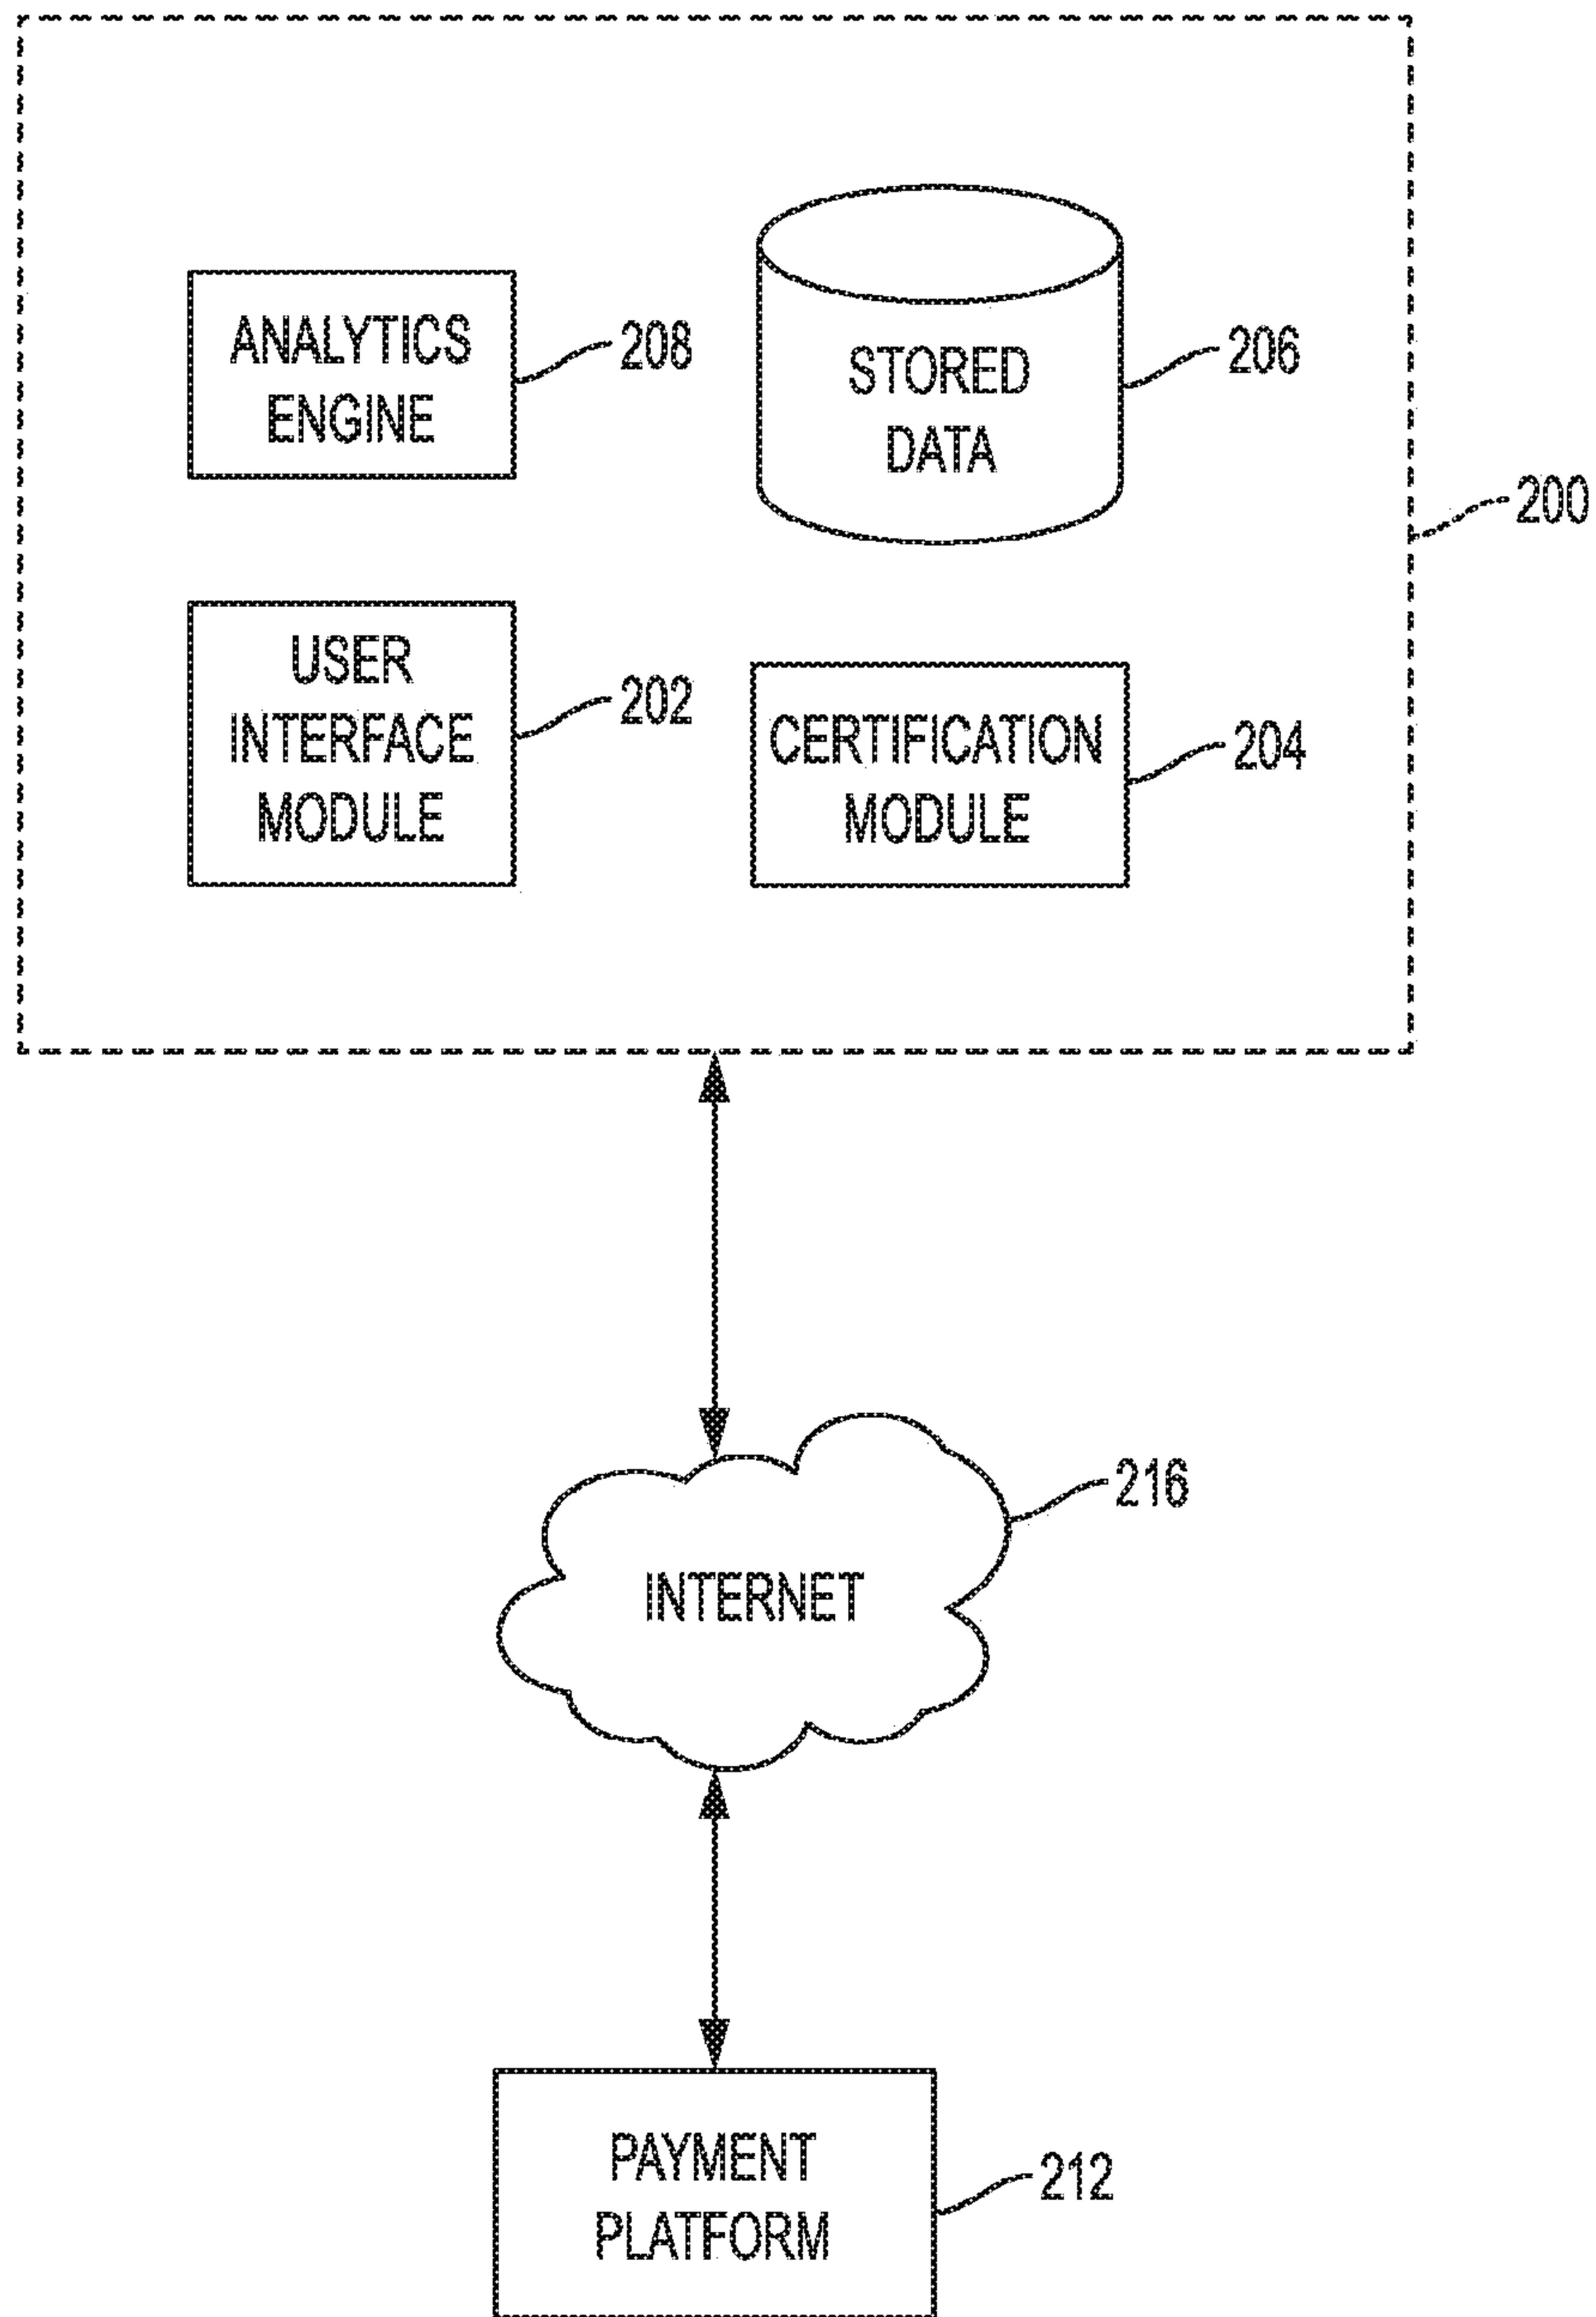 ANALYTICS
ENGINE
208
STORED
DATA
206
200
USER
INTERFACE
MODULE
202
CERTIFICATION
MODULE
204
INTERNET
216
PAYMENT
PLATFORM
212